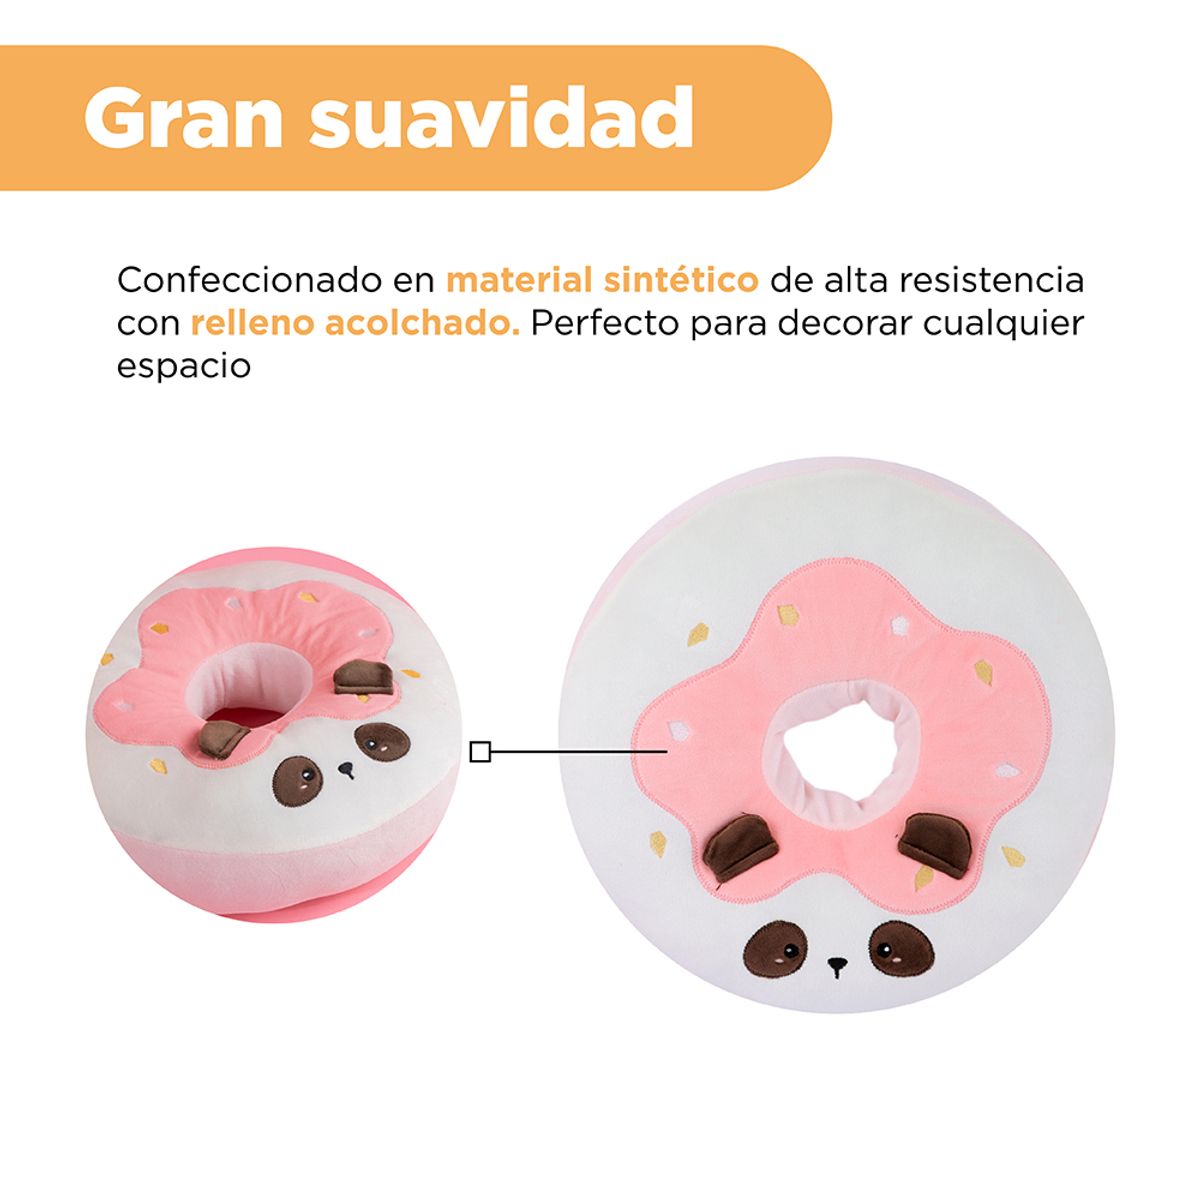 Gran suavidad
Confeccionado en material sintético de alta resistencia
con relleno acolchado. Perfecto para decorar cualquier
espacio